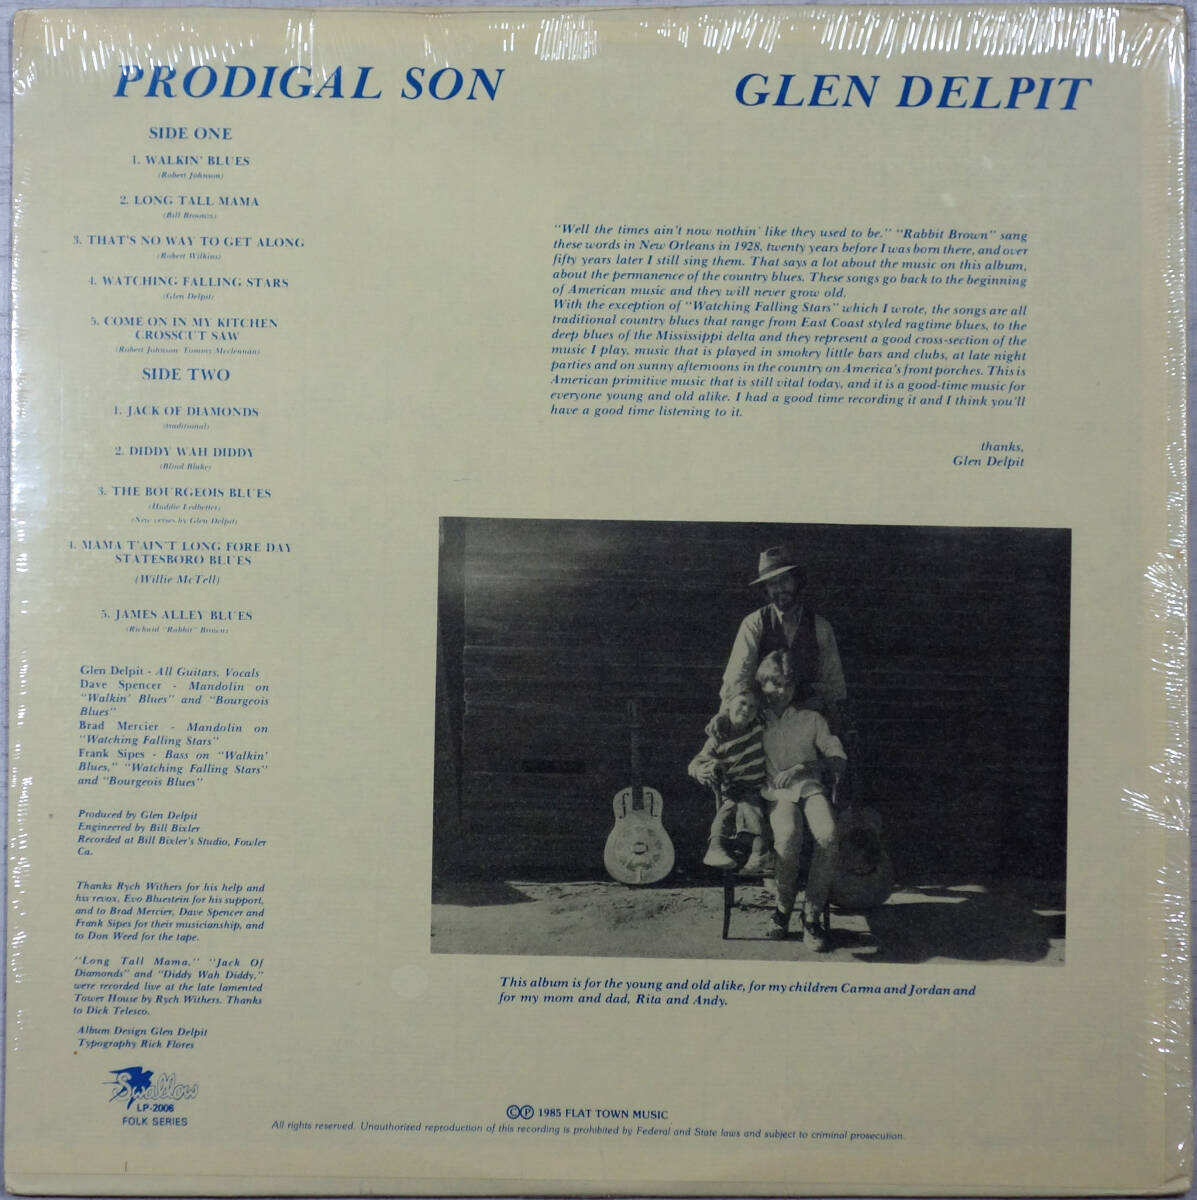 PRODIGAL SON
GLEN DELPIT
SIDE ONE
1. WALKIN' BLUES
(Robert Johnson)
2. LONG TALL MAMA
(Bill Broonzy)
3. THAT'S NO WAY TO GET ALONG
(Robert Wilkins)
4. WATCHING FALLING STARS
(Glen Delpit)
5. COME ON IN MY KITCHEN
CROSSCUT SAW
(Robert Johnson Tommy Mcclennan)
SIDE TWO
1. JACK OF DIAMONDS
(traditional)
2. DIDDY WAH DIDDY
(Blind Blake)
3. THE BOURGEOIS BLUES
(Huddie Ledbetter)
(New verses by Glen Delpit)
4. MAMA T'AIN'T LONG FORE DAY
STATESBORO BLUES
(Willie McTell)
5. JAMES ALLEY BLUES
(Richard "Rabbit" Brown)
Glen Delpit - All Guitars, Vocals
Dave Spencer - Mandolin on
"Walkin' Blues" and "Bourgeois
Blues"
Brad Mercier - Mandolin on
"Watching Falling Stars"
Frank Sipes - Bass on "Walkin'
Blues," "Watching Falling Stars"
and "Bourgeois Blues"
Produced by Glen Delpit
Engineered by Bill Bixler
Recorded at Bill Bixler's Studio, Fowler
Ca.
Thanks Rych Withers for his help and
his revox, Evo Bluestein for his support,
and to Brad Mercier, Dave Spencer and
Frank Sipes for their musicianship, and
to Don Weed for the tape.
"Long Tall Mama," "Jack Of
Diamonds" and "Diddy Wah Diddy,"
were recorded live at the late lamented
Tower House by Rych Withers. Thanks
to Dick Telesco.
Album Design Glen Delpit
Typography Rick Flores
Swallow
LP-2006
FOLK SERIES
"Well the times ain't now nothin' like they used to be." "Rabbit Brown" sang
these words in New Orleans in 1928, twenty years before I was born there, and over
fifty years later I still sing them. That says a lot about the music on this album,
about the permanence of the country blues. These songs go back to the beginning
of American music and they will never grow old.
With the exception of "Watching Falling Stars" which I wrote, the songs are all
traditional country blues that range from East Coast styled ragtime blues, to the
deep blues of the Mississippi delta and they represent a good cross-section of the
music I play, music that is played in smokey little bars and clubs, at late night
parties and on sunny afternoons in the country on America's front porches. This is
American primitive music that is still vital today, and it is a good-time music for
everyone young and old alike. I had a good time recording it and I think you'll
have a good time listening to it.
thanks,
Glen Delpit
This album is for the young and old alike, for my children Carma and Jordan and
for my mom and dad, Rita and Andy.
©℗ 1985 FLAT TOWN MUSIC
All rights reserved. Unauthorized reproduction of this recording is prohibited by Federal and State laws and subject to criminal prosecution.